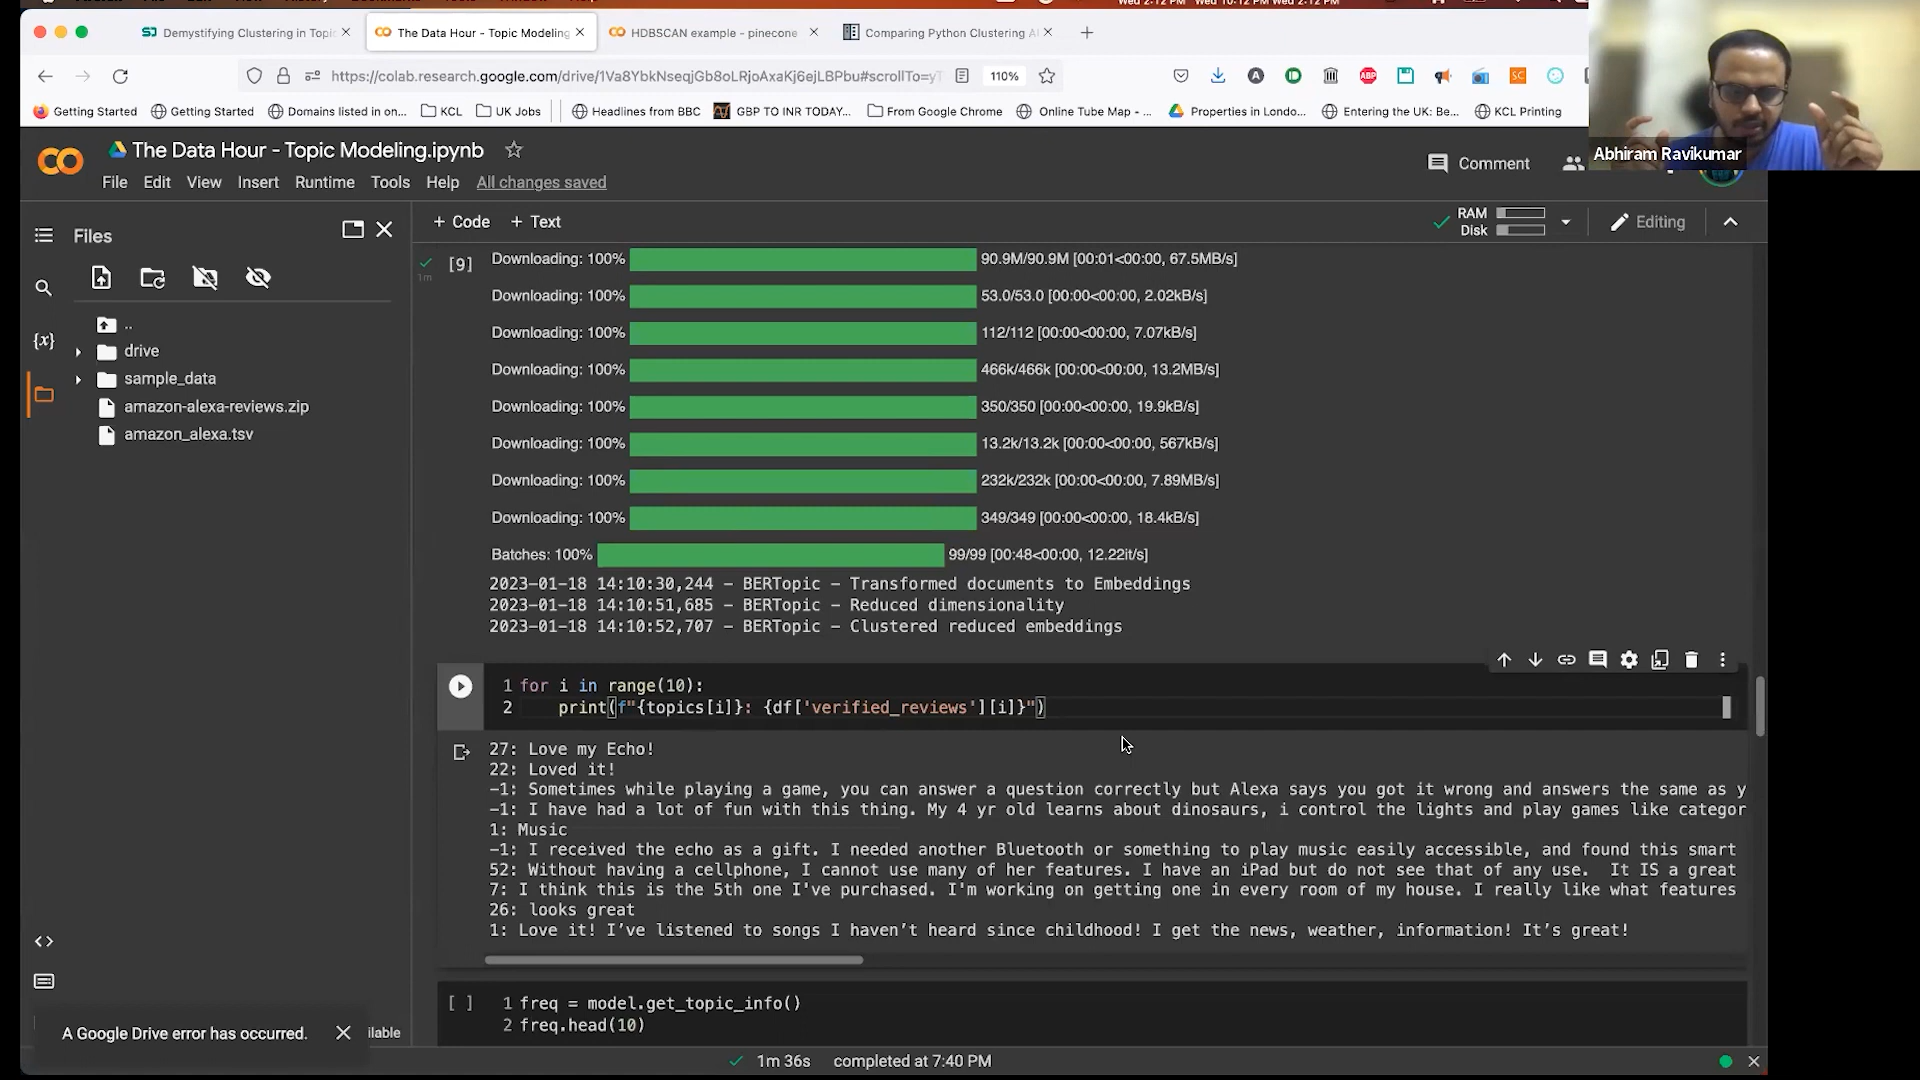 Demystifying Clustering in Topi
The Data Hour - Topic Modeling
HDBSCAN example - pinecone
Comparing Python Clustering Al
https://colab.research.google.com/drive/1Va8YbkNseqjGb8oLRjoAxaKj6ejLBPbu#scrollTo=yT
110%
Getting Started
Getting Started
Domains listed in on...
KCL
UK Jobs
Headlines from BBC
GBP TO INR TODAY...
From Google Chrome
Online Tube Map - ...
Properties in London...
Entering the UK: Be...
KCL Printing
Abhiram Ravikumar
The Data Hour - Topic Modeling.ipynb
File Edit View Insert Runtime Tools Help All changes saved
Comment
+ Code + Text
RAM
Disk
Editing
Files
..
drive
sample_data
amazon-alexa-reviews.zip
amazon_alexa.tsv
{x}
[9]
1m
Downloading: 100% 90.9M/90.9M [00:01<00:00, 67.5MB/s]
Downloading: 100% 53.0/53.0 [00:00<00:00, 2.02kB/s]
Downloading: 100% 112/112 [00:00<00:00, 7.07kB/s]
Downloading: 100% 466k/466k [00:00<00:00, 13.2MB/s]
Downloading: 100% 350/350 [00:00<00:00, 19.9kB/s]
Downloading: 100% 13.2k/13.2k [00:00<00:00, 567kB/s]
Downloading: 100% 232k/232k [00:00<00:00, 7.89MB/s]
Downloading: 100% 349/349 [00:00<00:00, 18.4kB/s]
Batches: 100% 99/99 [00:48<00:00, 12.22it/s]
2023-01-18 14:10:30,244 - BERTopic - Transformed documents to Embeddings
2023-01-18 14:10:51,685 - BERTopic - Reduced dimensionality
2023-01-18 14:10:52,707 - BERTopic - Clustered reduced embeddings
1 for i in range(10):
2 print(f"{topics[i]}: {df['verified_reviews'][i]}")
27: Love my Echo!
22: Loved it!
-1: Sometimes while playing a game, you can answer a question correctly but Alexa says you got it wrong and answers the same as y
-1: I have had a lot of fun with this thing. My 4 yr old learns about dinosaurs, i control the lights and play games like categor
1: Music
-1: I received the echo as a gift. I needed another Bluetooth or something to play music easily accessible, and found this smart
52: Without having a cellphone, I cannot use many of her features. I have an iPad but do not see that of any use.  It IS a great
7: I think this is the 5th one I've purchased. I'm working on getting one in every room of my house. I really like what features
26: looks great
1: Love it! I’ve listened to songs I haven’t heard since childhood! I get the news, weather, information! It’s great!
[ ] 1 freq = model.get_topic_info()
2 freq.head(10)
A Google Drive error has occurred.
ilable
1m 36s completed at 7:40 PM